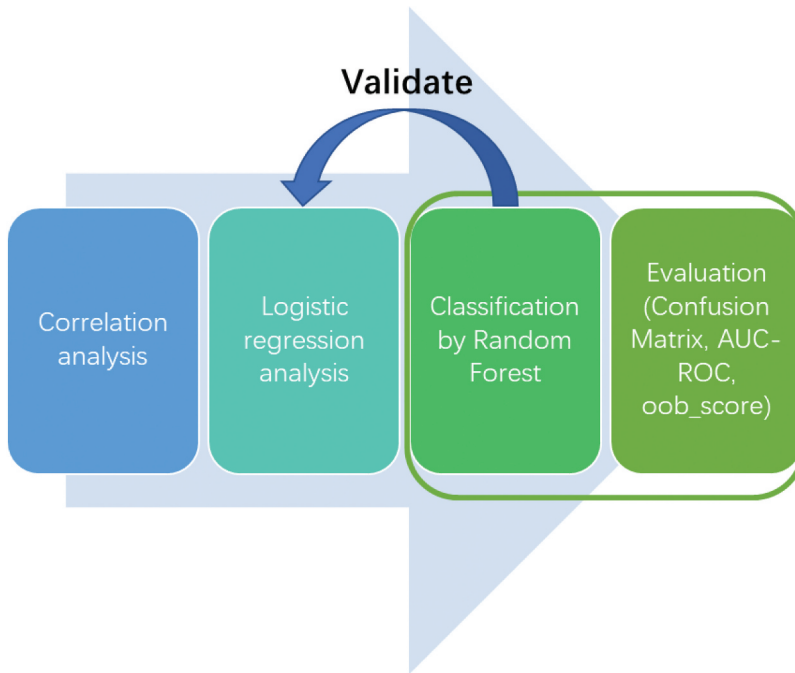 Validate
Correlation
analysis
Logistic
regression
analysis
Classification
by Random
Forest
Evaluation
(Confusion
Matrix, AUC-
ROC,
oob_score)